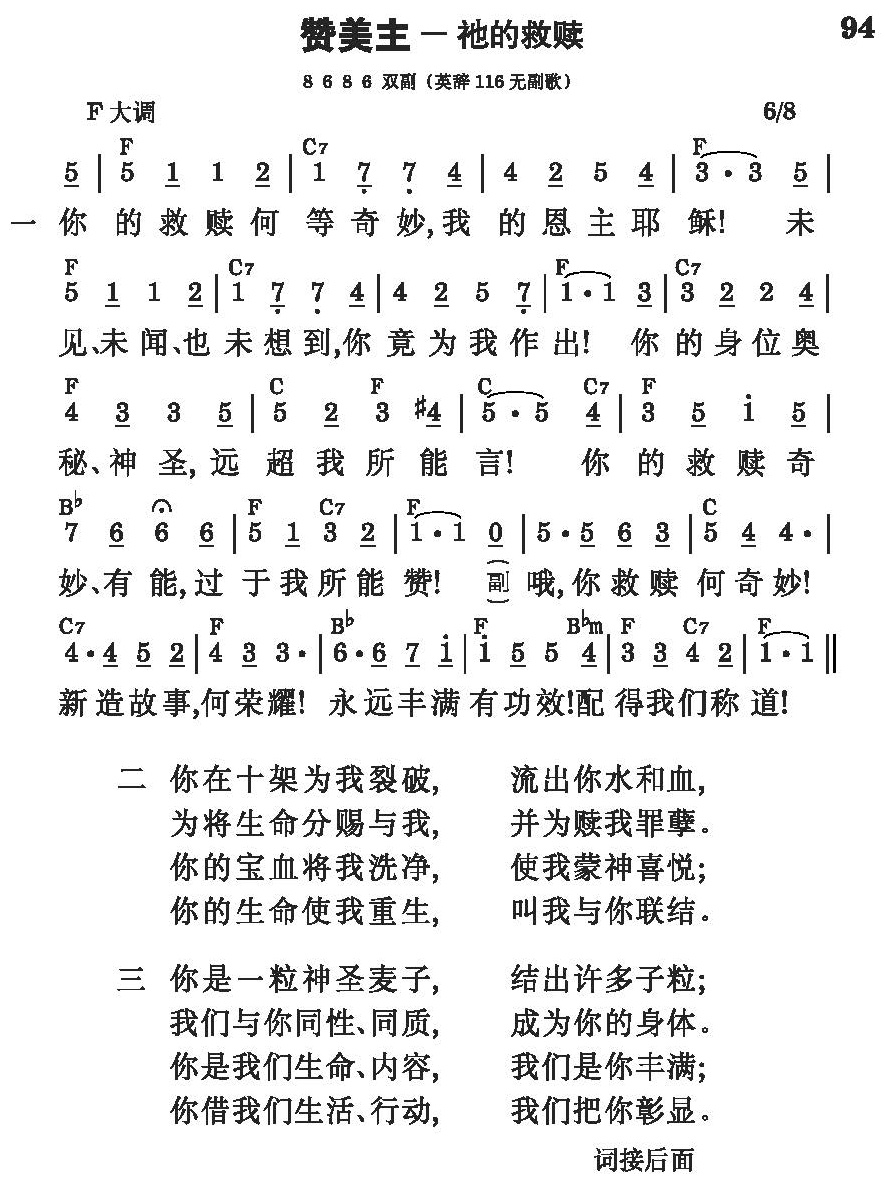 赞美主－祂的救赎 94
8 6 8 6 双副（英辞116无副歌）
F大调 6/8
F C7 F
5 | 5 1 1 2 | 1 7 7 4 | 4 2 5 4 | 3・3 5 |
一 你的救赎何等奇妙,我的恩主耶稣! 未
F C7 F C7
5 1 1 2 | 1 7 7 4 | 4 2 5 7 | 1・1 3 | 3 2 2 4 |
见、未闻、也未想到,你竟为我作出! 你的身位奥
F C F C C7 F
4 3 3 5 | 5 2 3 #4 | 5・5 4 | 3 5 1 5 |
秘、神圣,远超我所能言! 你的救赎奇
B♭ F C7 F C
7 6 6 6 | 5 1 3 2 | 1・1 0 | 5・5 6 3 | 5 4 4・ |
妙、有能,过于我所能赞! (副) 哦,你救赎何奇妙!
C7 F B♭ F B♭m F C7 F
4・4 5 2 | 4 3 3・ | 6・6 7 1 | 1 5 5 4 | 3 3 4 2 | 1・1 ||
新造故事,何荣耀! 永远丰满有功效!配得我们称道!
二 你在十架为我裂破, 流出你水和血,
为将生命分赐与我, 并为赎我罪孽。
你的宝血将我洗净, 使我蒙神喜悦;
你的生命使我重生, 叫我与你联结。
三 你是一粒神圣麦子, 结出许多子粒;
我们与你同性、同质, 成为你的身体。
你是我们生命、内容, 我们是你丰满;
你借我们生活、行动, 我们把你彰显。
词接后面